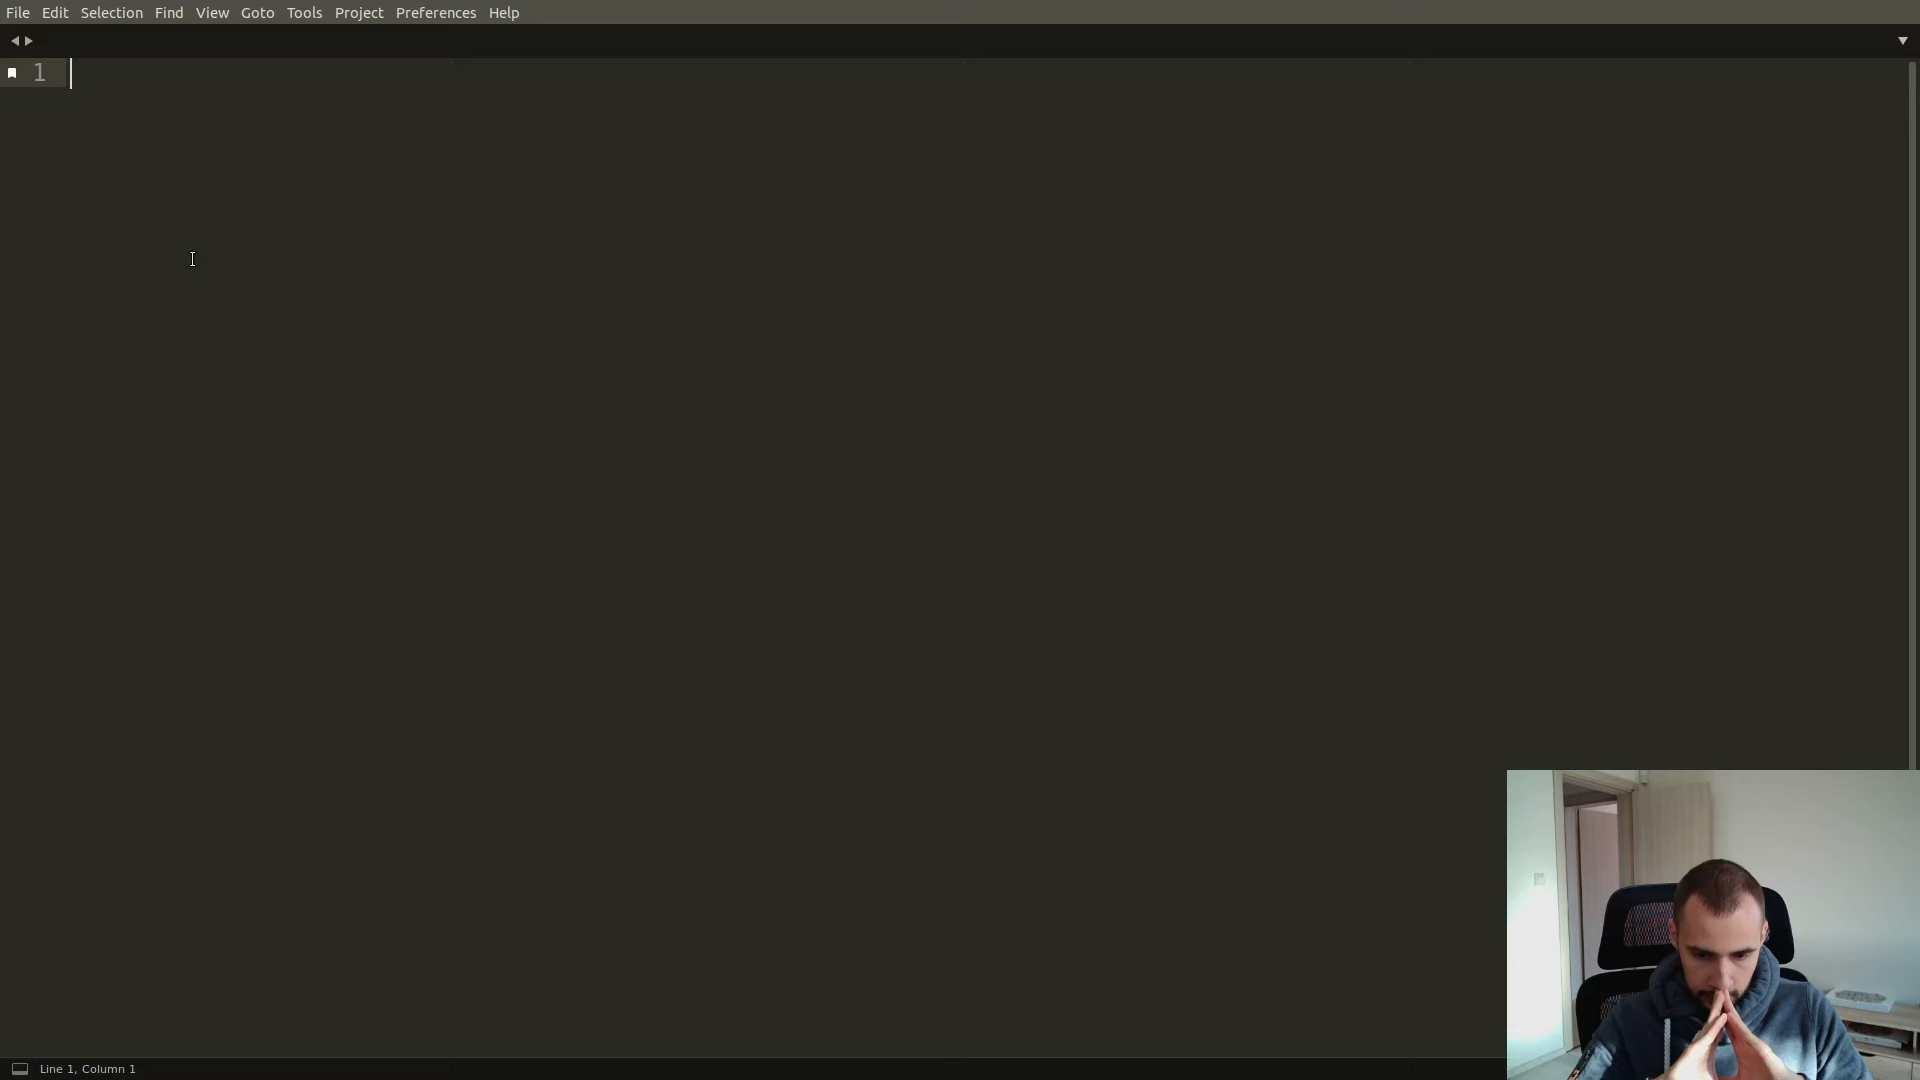 File Edit Selection Find View Goto Tools Project Preferences Help
1
Line 1, Column 1